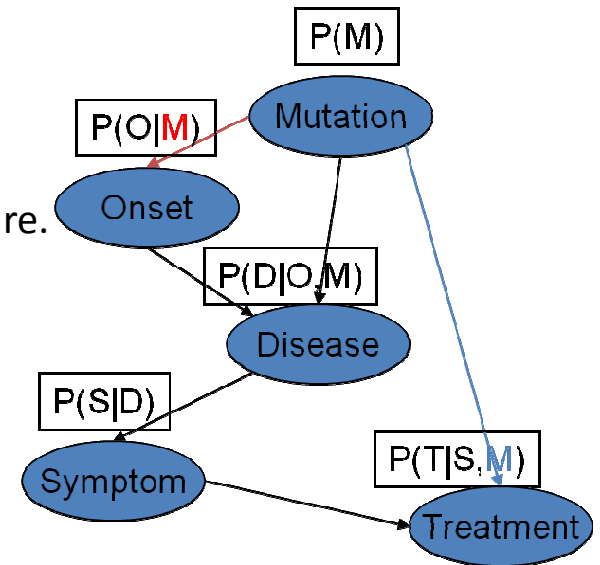 P(M)
Mutation
P(O|M)
Onset
re.
P(D|O,M)
Disease
P(S|D)
Symptom
P(T|S,M)
Treatment